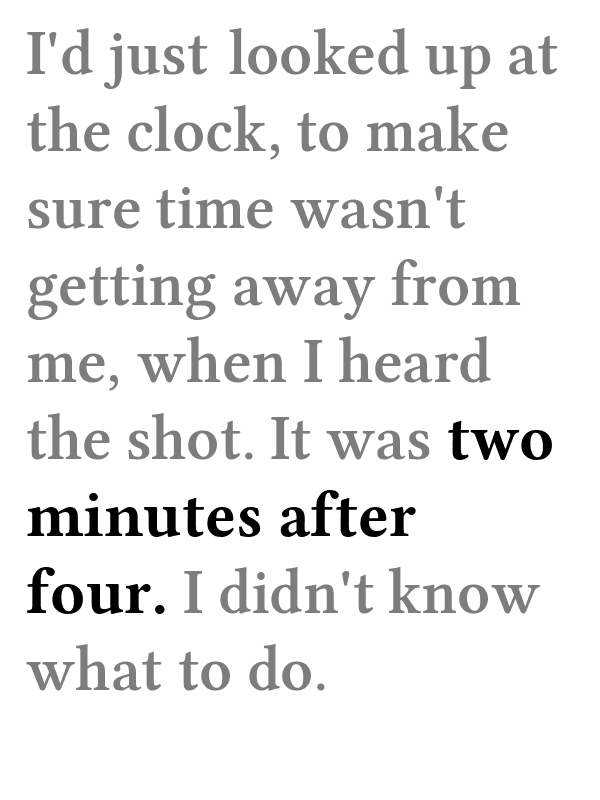 I'd just looked up at
the clock, to make
sure time wasn't
getting away from
me, when I heard
the shot. It was two
minutes after
four. I didn't know
what to do.